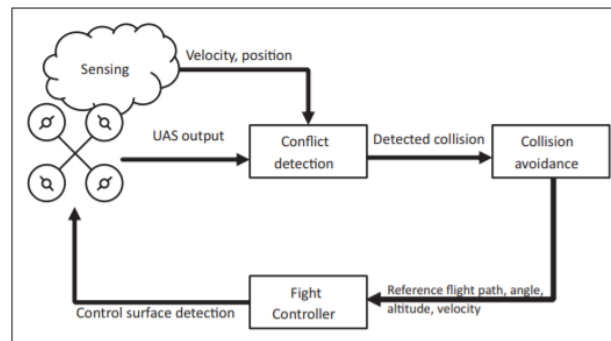 Velocity, position
Sensing
UAS output
Conflict
detection
Detected collision
Collision
avoidance
Fight
Controller
Reference flight path, angle,
altitude, velocity
Control surface detection